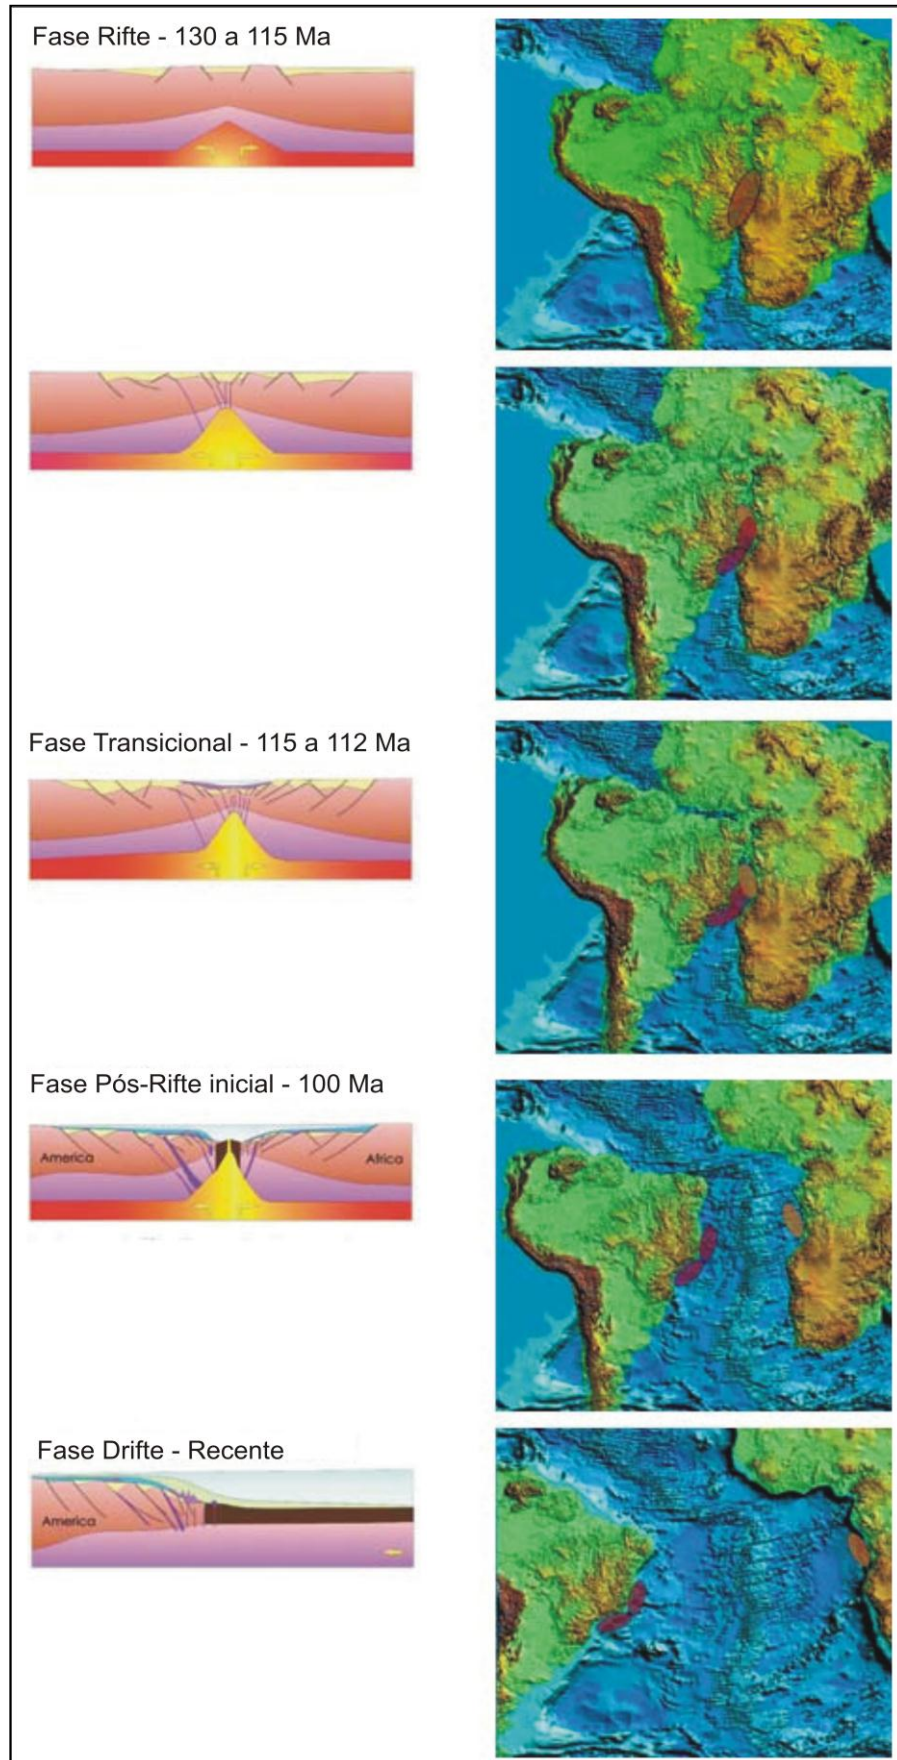 Fase Rifte - 130 a 115 Ma
Fase Transicional - 115 a 112 Ma
Fase Pós-Rifte inicial - 100 Ma
America
Africa
Fase Drifte - Recente
America